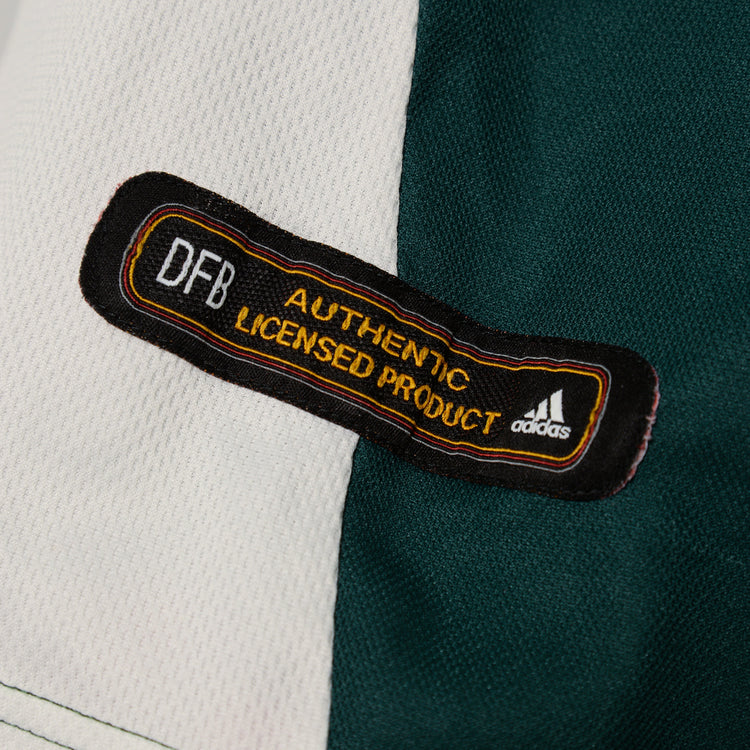 DFB
AUTHENTIC
LICENSED PRODUCT
adidas